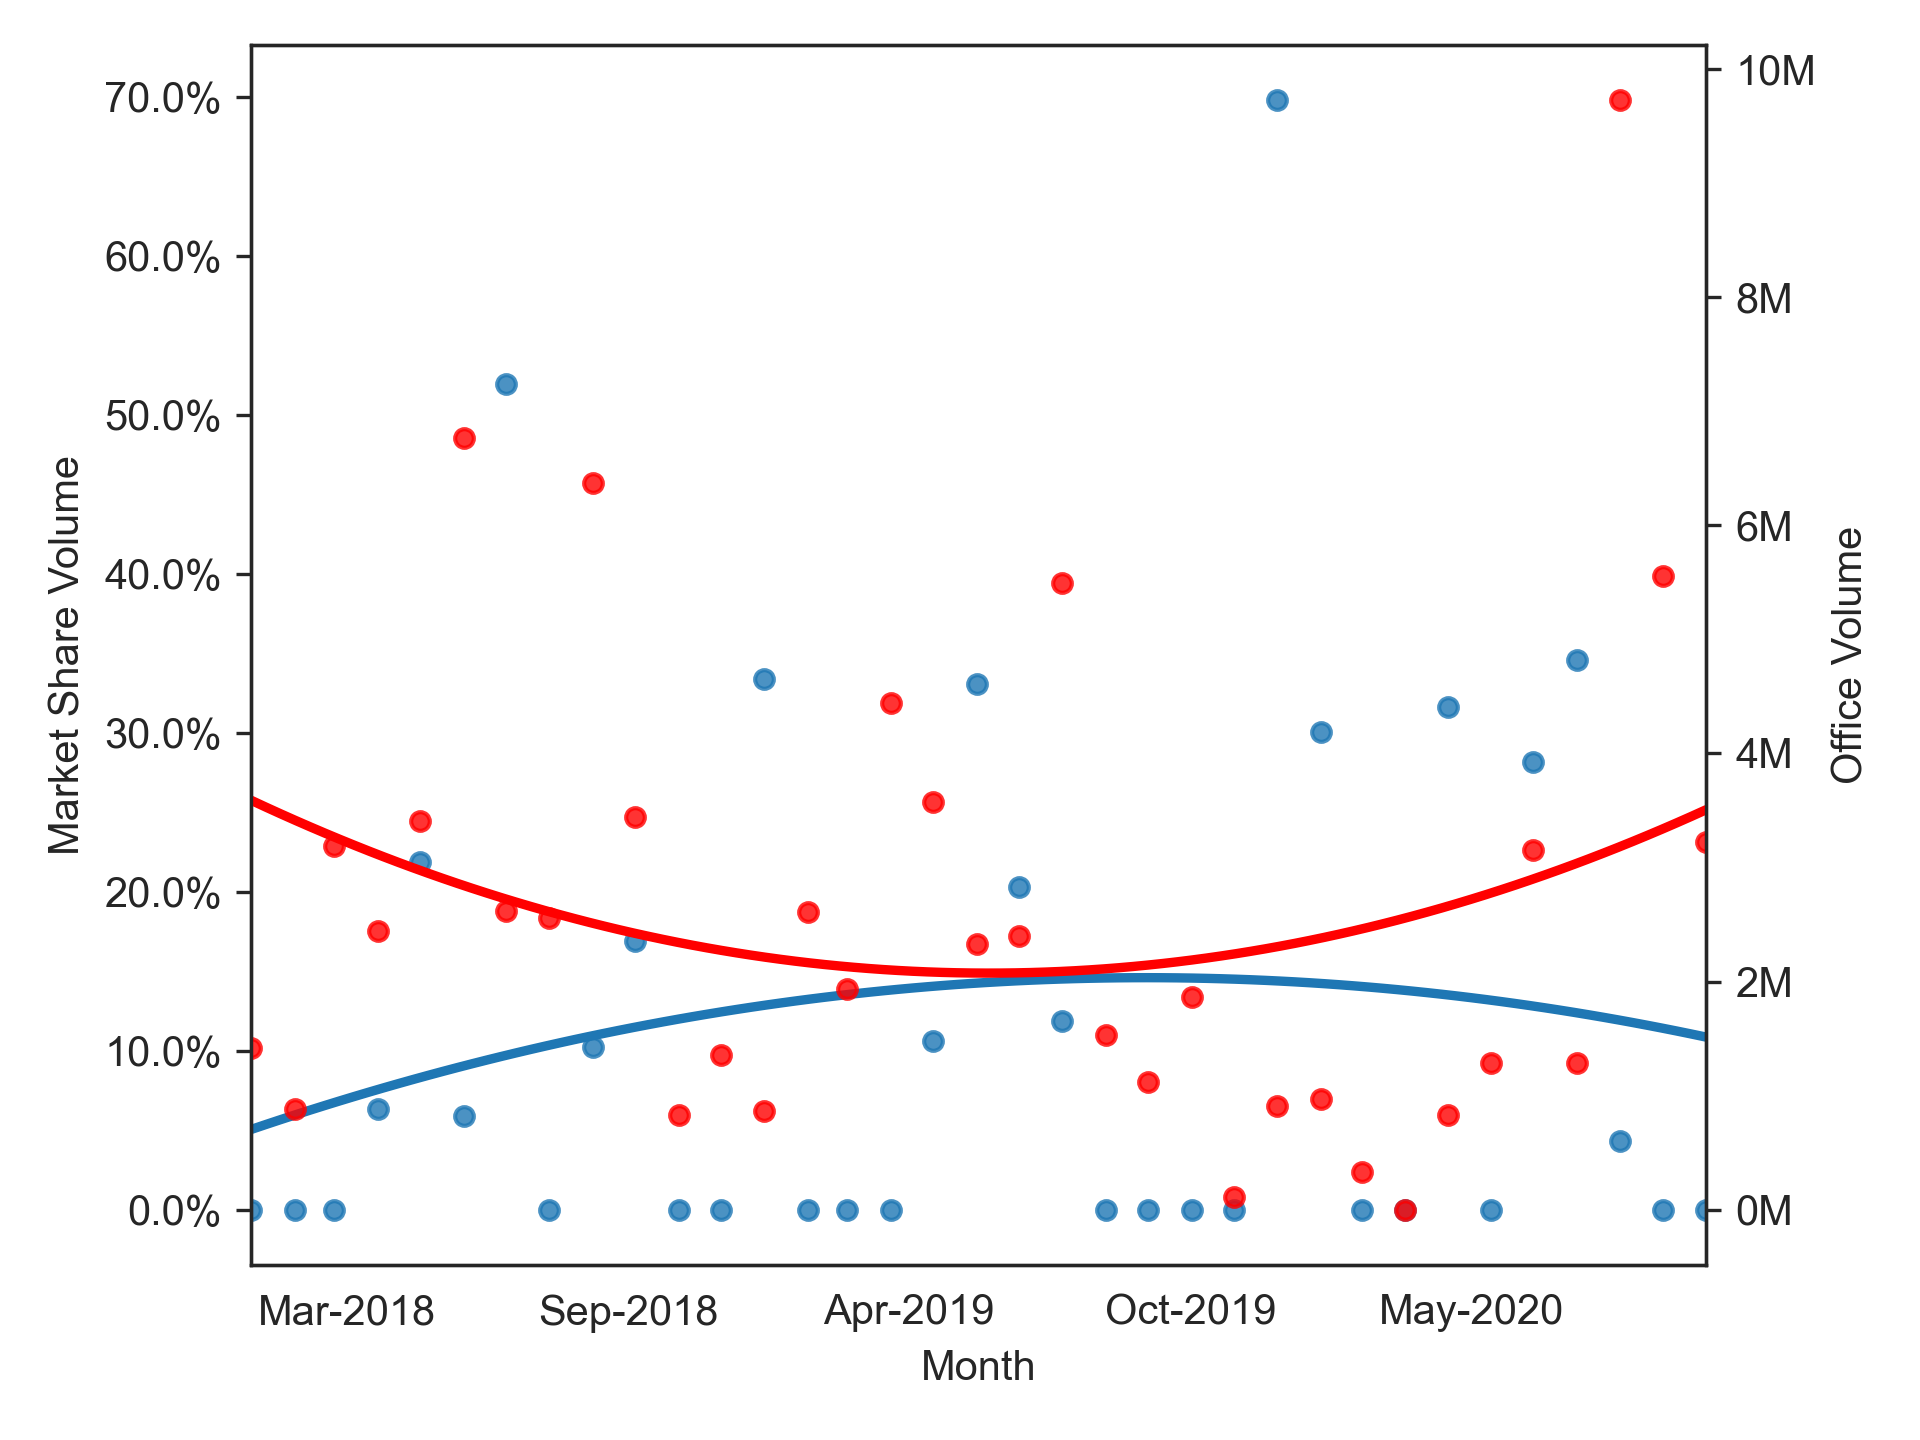 70.0%
60.0%
50.0%
40.0%
30.0%
20.0%
10.0%
0.0%
Market Share Volume
10M
8M
6M
4M
2M
0M
Office Volume
Mar-2018
Sep-2018
Apr-2019
Oct-2019
May-2020
Month